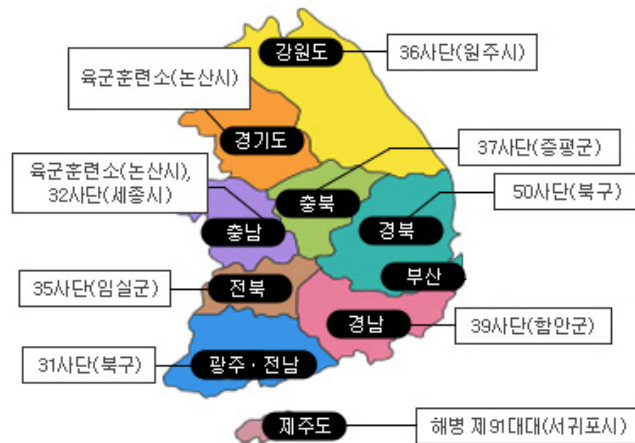 강원도
36사단(원주시)
육군훈련소(논산시)
경기도
37사단(증평군)
육군훈련소(논산시),
32사단(세종시)
충북
50사단(북구)
충남
경북
부산
35사단(임실군)
전북
경남
39사단(함안군)
31사단(북구)
광주·전남
제주도
해병 제91대대(서귀포시)